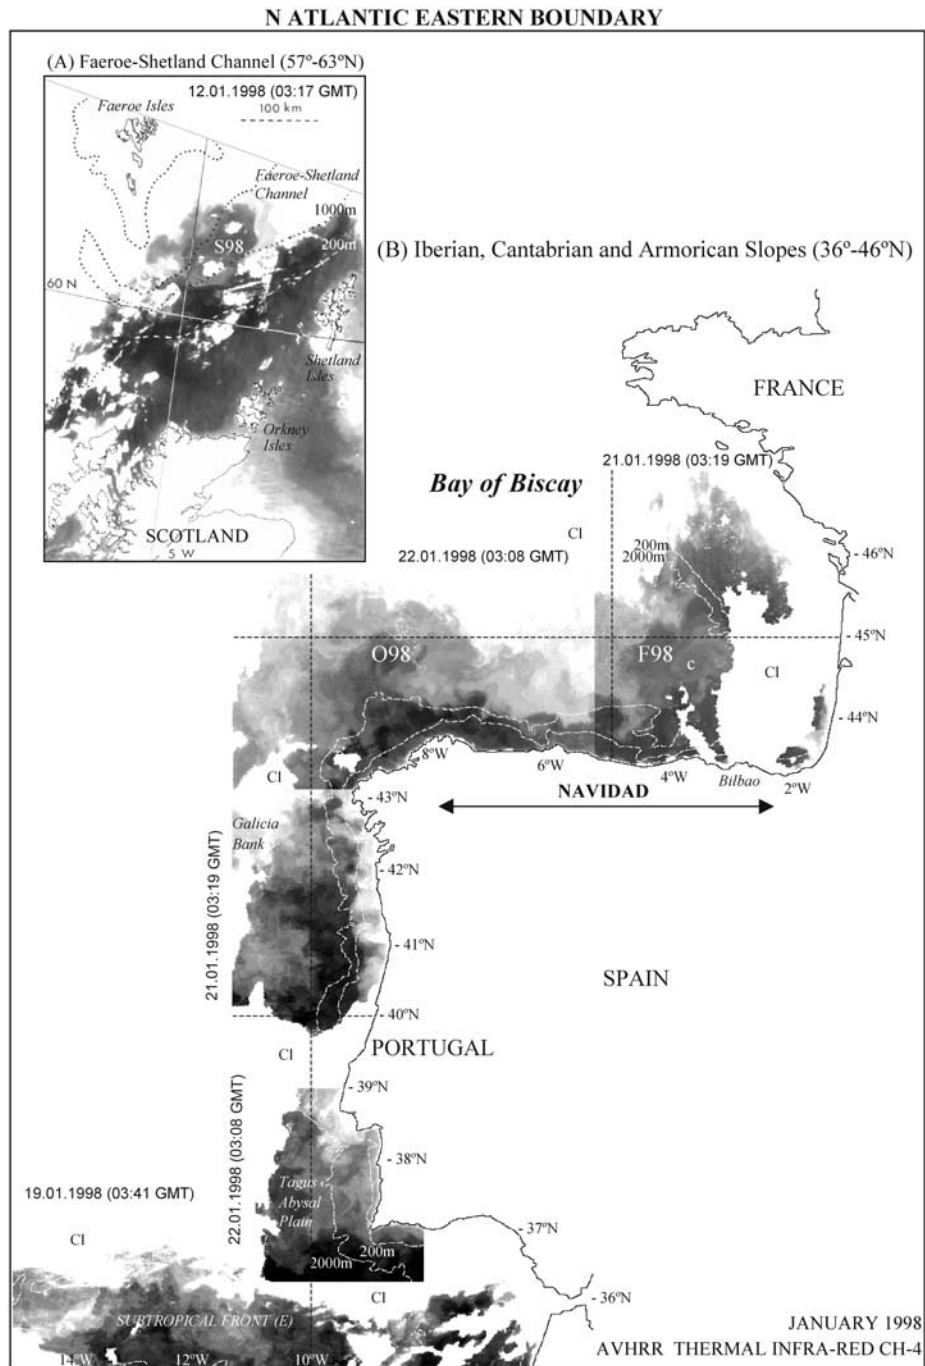 N ATLANTIC EASTERN BOUNDARY
(A) Faeroe-Shetland Channel (57º-63ºN)
12.01.1998 (03:17 GMT)
100 km
Faeroe Isles
Faeroe-Shetland
Channel
1000m
200m
S98
60 N
Shetland
Isles
Orkney
Isles
SCOTLAND
5 W
(B) Iberian, Cantabrian and Armorican Slopes (36º-46ºN)
FRANCE
21.01.1998 (03:19 GMT)
Bay of Biscay
Cl
22.01.1998 (03:08 GMT)
200m
2000m
- 46ºN
- 45ºN
O98
F98
c
Cl
- 44ºN
8ºW
6ºW
4ºW
2ºW
Bilbao
NAVIDAD
Cl
- 43ºN
Galicia
Bank
- 42ºN
21.01.1998 (03:19 GMT)
- 41ºN
SPAIN
- 40ºN
PORTUGAL
Cl
- 39ºN
22.01.1998 (03:08 GMT)
- 38ºN
Tagus
Abysal
Plain
19.01.1998 (03:41 GMT)
Cl
- 37ºN
200m
2000m
Cl
- 36ºN
SUBTROPICAL FRONT (E)
14ºW
12ºW
10ºW
JANUARY 1998
AVHRR THERMAL INFRA-RED CH-4